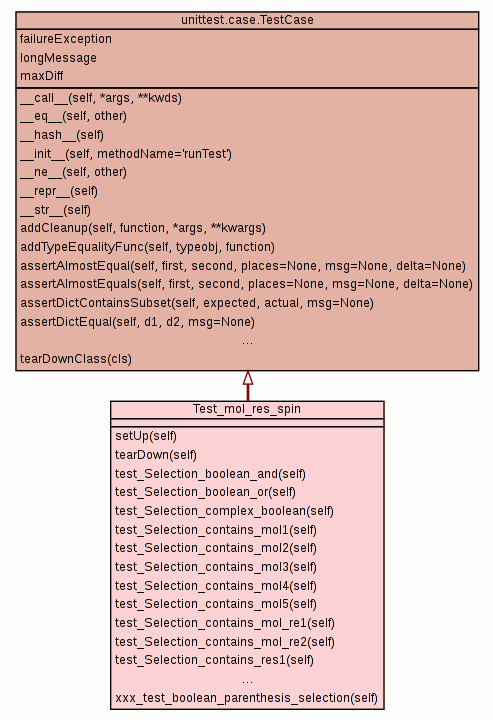 unittest.case.TestCase
failureException
longMessage
maxDiff
__call__(self, *args, **kwds)
__eq__(self, other)
__hash__(self)
__init__(self, methodName='runTest')
__ne__(self, other)
__repr__(self)
__str__(self)
addCleanup(self, function, *args, **kwargs)
addTypeEqualityFunc(self, typeobj, function)
assertAlmostEqual(self, first, second, places=None, msg=None, delta=None)
assertAlmostEquals(self, first, second, places=None, msg=None, delta=None)
assertDictContainsSubset(self, expected, actual, msg=None)
assertDictEqual(self, d1, d2, msg=None)
...
tearDownClass(cls)
Test_mol_res_spin
setUp(self)
tearDown(self)
test_Selection_boolean_and(self)
test_Selection_boolean_or(self)
test_Selection_complex_boolean(self)
test_Selection_contains_mol1(self)
test_Selection_contains_mol2(self)
test_Selection_contains_mol3(self)
test_Selection_contains_mol4(self)
test_Selection_contains_mol5(self)
test_Selection_contains_mol_re1(self)
test_Selection_contains_mol_re2(self)
test_Selection_contains_res1(self)
...
xxx_test_boolean_parenthesis_selection(self)